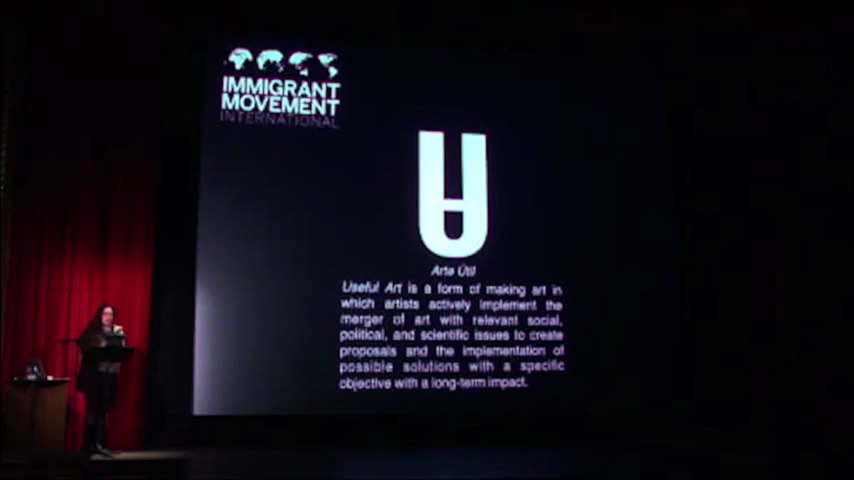 IMMIGRANT
MOVEMENT
INTERNATIONAL
Arte Útil
Useful Art is a form of making art in
which artists actively implement the
merger of art with relevant social,
political, and scientific issues to create
proposals and the implementation of
possible solutions with a specific
objective with a long-term impact.